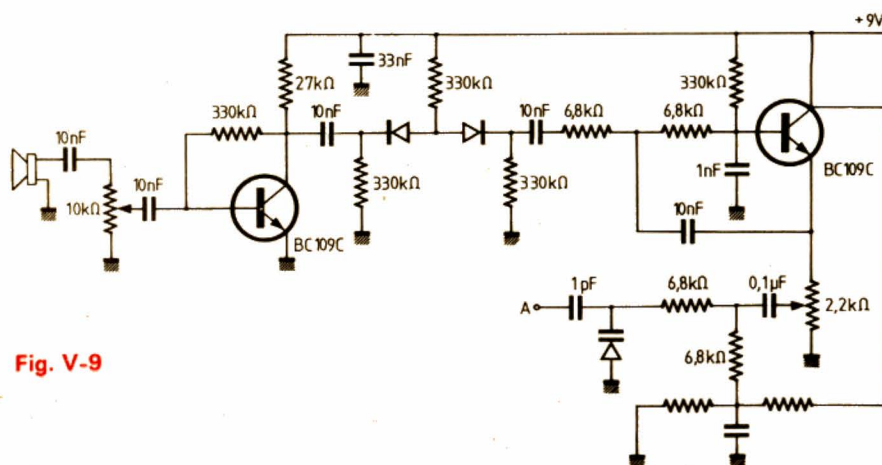 +9V
33nF
27kΩ
330kΩ
330kΩ
330kΩ
10nF
10nF
6,8kΩ
6,8kΩ
10nF
1nF
BC109C
10nF
330kΩ
330kΩ
10kΩ
10nF
BC109C
1pF
6,8kΩ
0,1µF
A
2,2kΩ
6,8kΩ
Fig. V-9